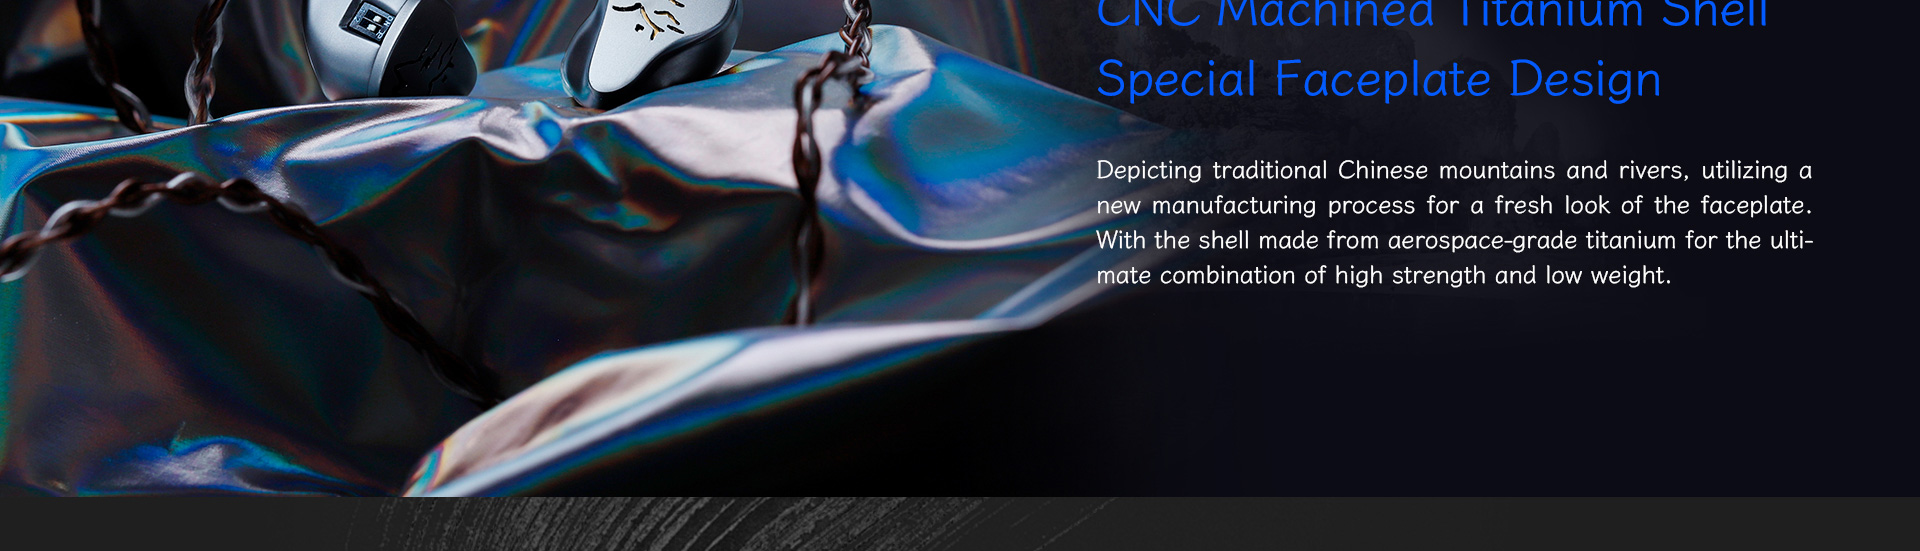 CNC Machined Titanium Shell
Special Faceplate Design
Depicting traditional Chinese mountains and rivers, utilizing a
new manufacturing process for a fresh look of the faceplate.
With the shell made from aerospace-grade titanium for the ulti-
mate combination of high strength and low weight.